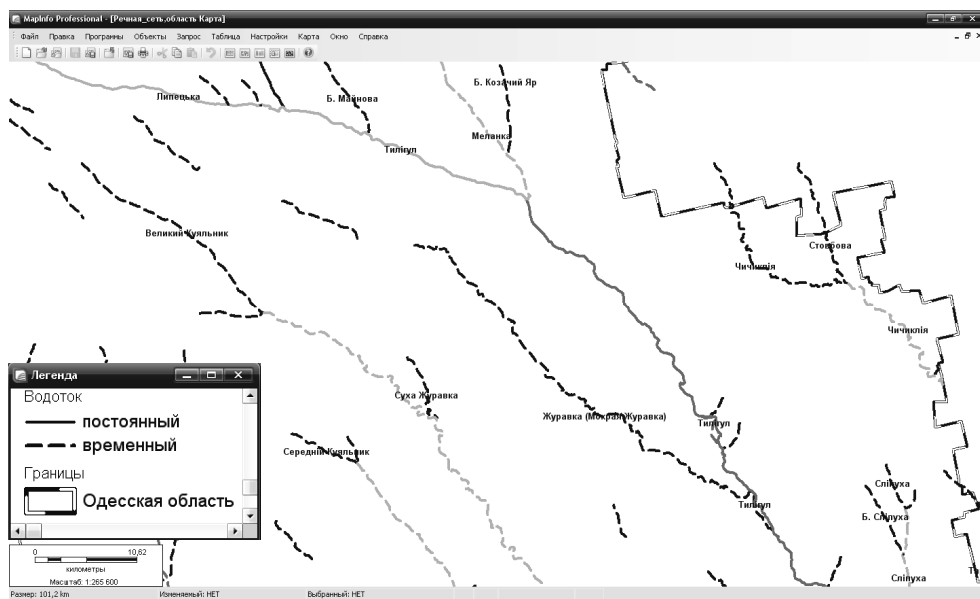 MapInfo Professional - [Речная_сеть,область Карта]
Файл Правка Программы Объекты Запрос Таблица Настройки Карта Окно Справка
Б. Козачий Яр
Липецька
Б. Майнова
Меланка
Тилігул
Великий Куяльник
Стовбова
Чичиклія
Чичиклія
Суха Журавка
Журавка (Мокрая Журавка)
Тилігул
Середній Куяльник
Сліпуха
Тилігул
Б. Сліпуха
Сліпуха
Легенда
Водоток
постоянный
временный
Границы
Одесская область
0 10,62
километры
Масштаб: 1:265 600
Размер: 101,2 km Изменяемый: НЕТ Выбранный: НЕТ